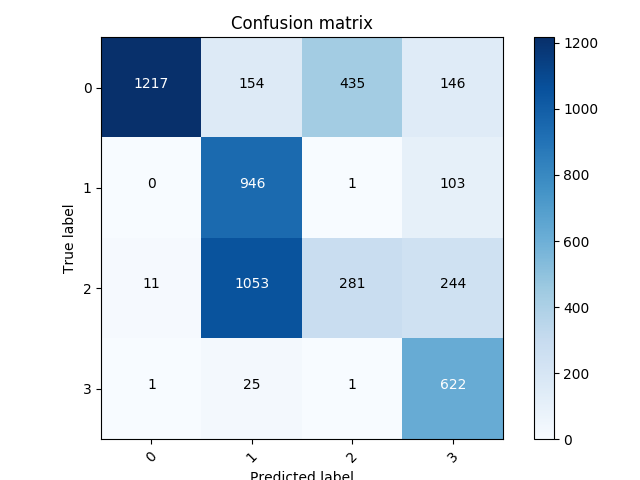 Confusion matrix
0 1217 154 435 146
1 0 946 1 103
2 11 1053 281 244
3 1 25 1 622
0 1 2 3
True label
Predicted label
1200
1000
800
600
400
200
0